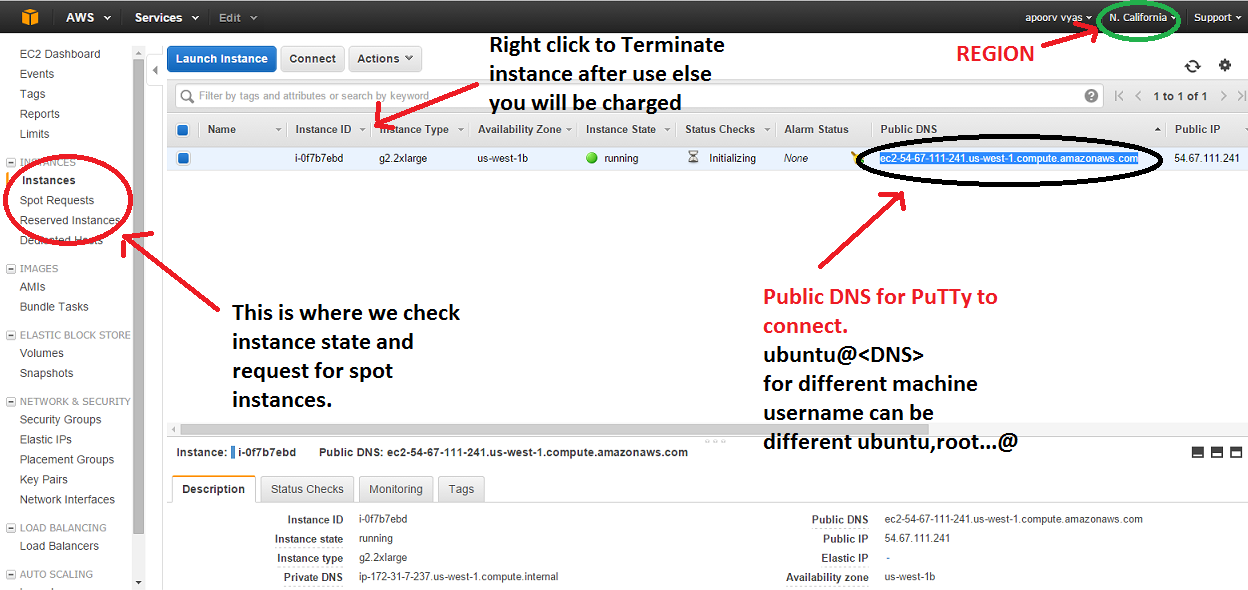 AWS Services Edit apoorv vyas N. California Support
EC2 Dashboard
Events
Tags
Reports
Limits
INSTANCES
Instances
Spot Requests
Reserved Instances
Dedicated Hosts
IMAGES
AMIs
Bundle Tasks
ELASTIC BLOCK STORE
Volumes
Snapshots
NETWORK & SECURITY
Security Groups
Elastic IPs
Placement Groups
Key Pairs
Network Interfaces
LOAD BALANCING
Load Balancers
AUTO SCALING
Launch Instance Connect Actions
Right click to Terminate
instance after use else
you will be charged
REGION
Filter by tags and attributes or search by keyword
1 to 1 of 1
Name Instance ID Instance Type Availability Zone Instance State Status Checks Alarm Status Public DNS Public IP
i-0f7b7ebd g2.2xlarge us-west-1b running Initializing None ec2-54-67-111-241.us-west-1.compute.amazonaws.com 54.67.111.241
This is where we check
instance state and
request for spot
instances.
Public DNS for PuTTy to
connect.
ubuntu@<DNS>
for different machine
username can be
different ubuntu,root...@
Instance: i-0f7b7ebd Public DNS: ec2-54-67-111-241.us-west-1.compute.amazonaws.com
Description Status Checks Monitoring Tags
Instance ID i-0f7b7ebd Public DNS ec2-54-67-111-241.us-west-1.compute.amazonaws.com
Instance state running Public IP 54.67.111.241
Instance type g2.2xlarge Elastic IP -
Private DNS ip-172-31-7-237.us-west-1.compute.internal Availability zone us-west-1b